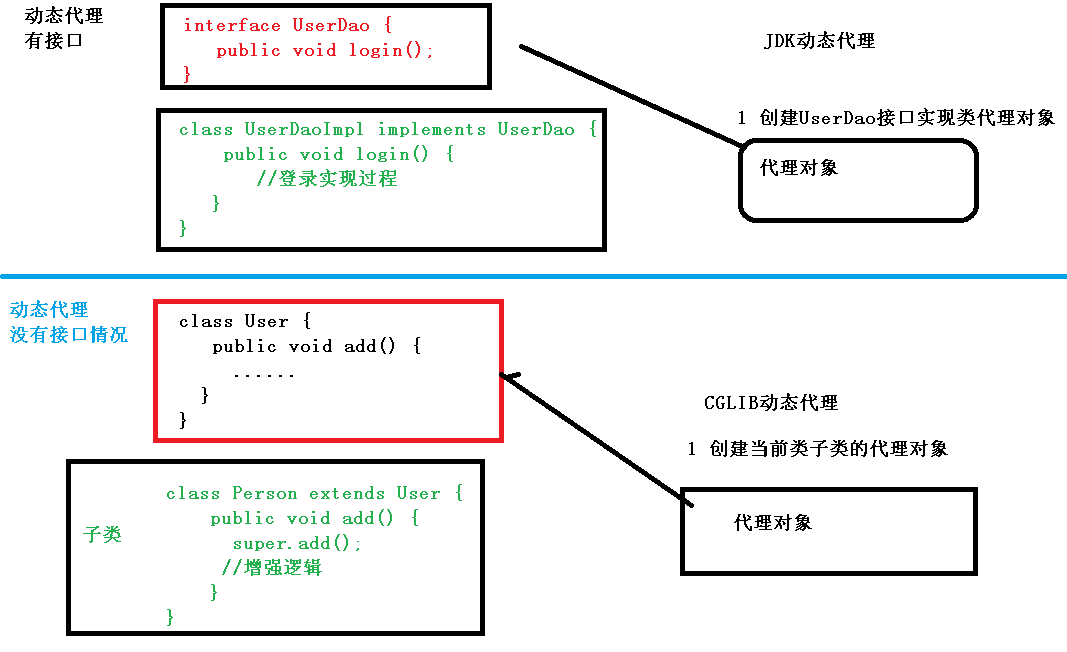 动态代理
有接口
interface UserDao {
public void login();
}
class UserDaoImpl implements UserDao {
public void login() {
//登录实现过程
}
}
JDK动态代理
1 创建UserDao接口实现类代理对象
代理对象
动态代理
没有接口情况
class User {
public void add() {
......
}
}
子类
class Person extends User {
public void add() {
super.add();
//增强逻辑
}
}
CGLIB动态代理
1 创建当前类子类的代理对象
代理对象